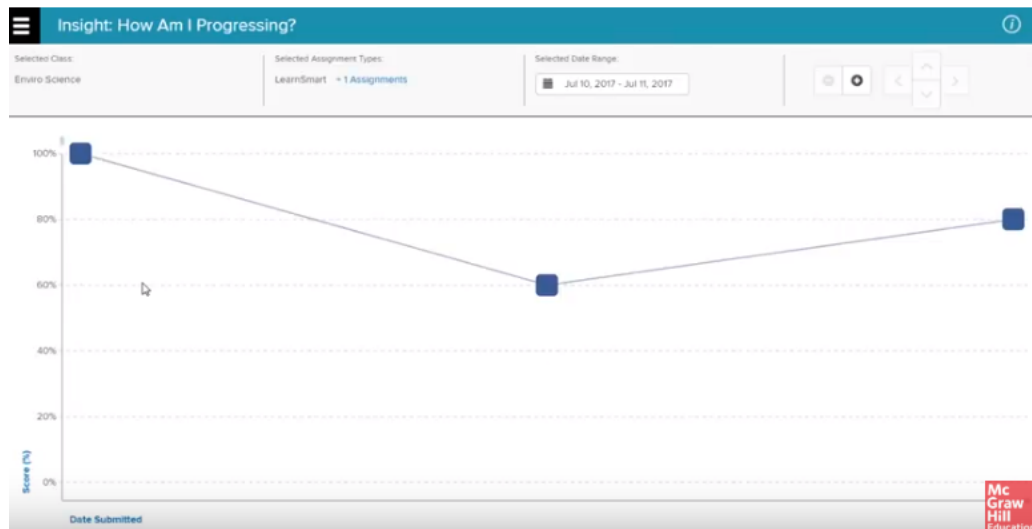 Insight: How Am I Progressing?
Selected Class:
Enviro Science
Selected Assignment Types:
LearnSmart + 1 Assignments
Selected Date Range:
Jul 10, 2017 - Jul 11, 2017
100%
80%
60%
40%
20%
0%
Score (%)
Date Submitted
Mc
Graw
Hill
Education